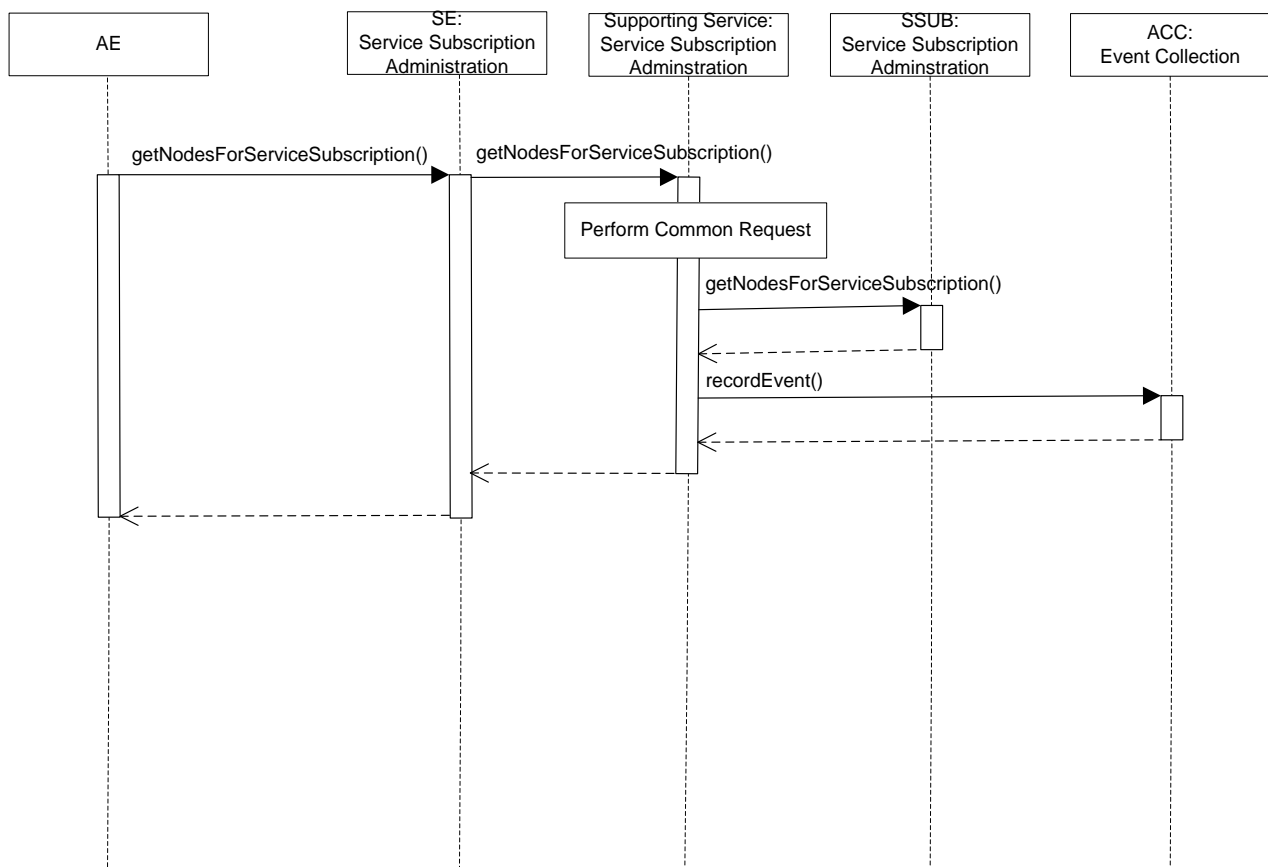 AE
SE:
Service Subscription
Administration
Supporting Service:
Service Subscription
Adminstration
SSUB:
Service Subscription
Adminstration
ACC:
Event Collection
getNodesForServiceSubscription()
getNodesForServiceSubscription()
Perform Common Request
getNodesForServiceSubscription()
recordEvent()